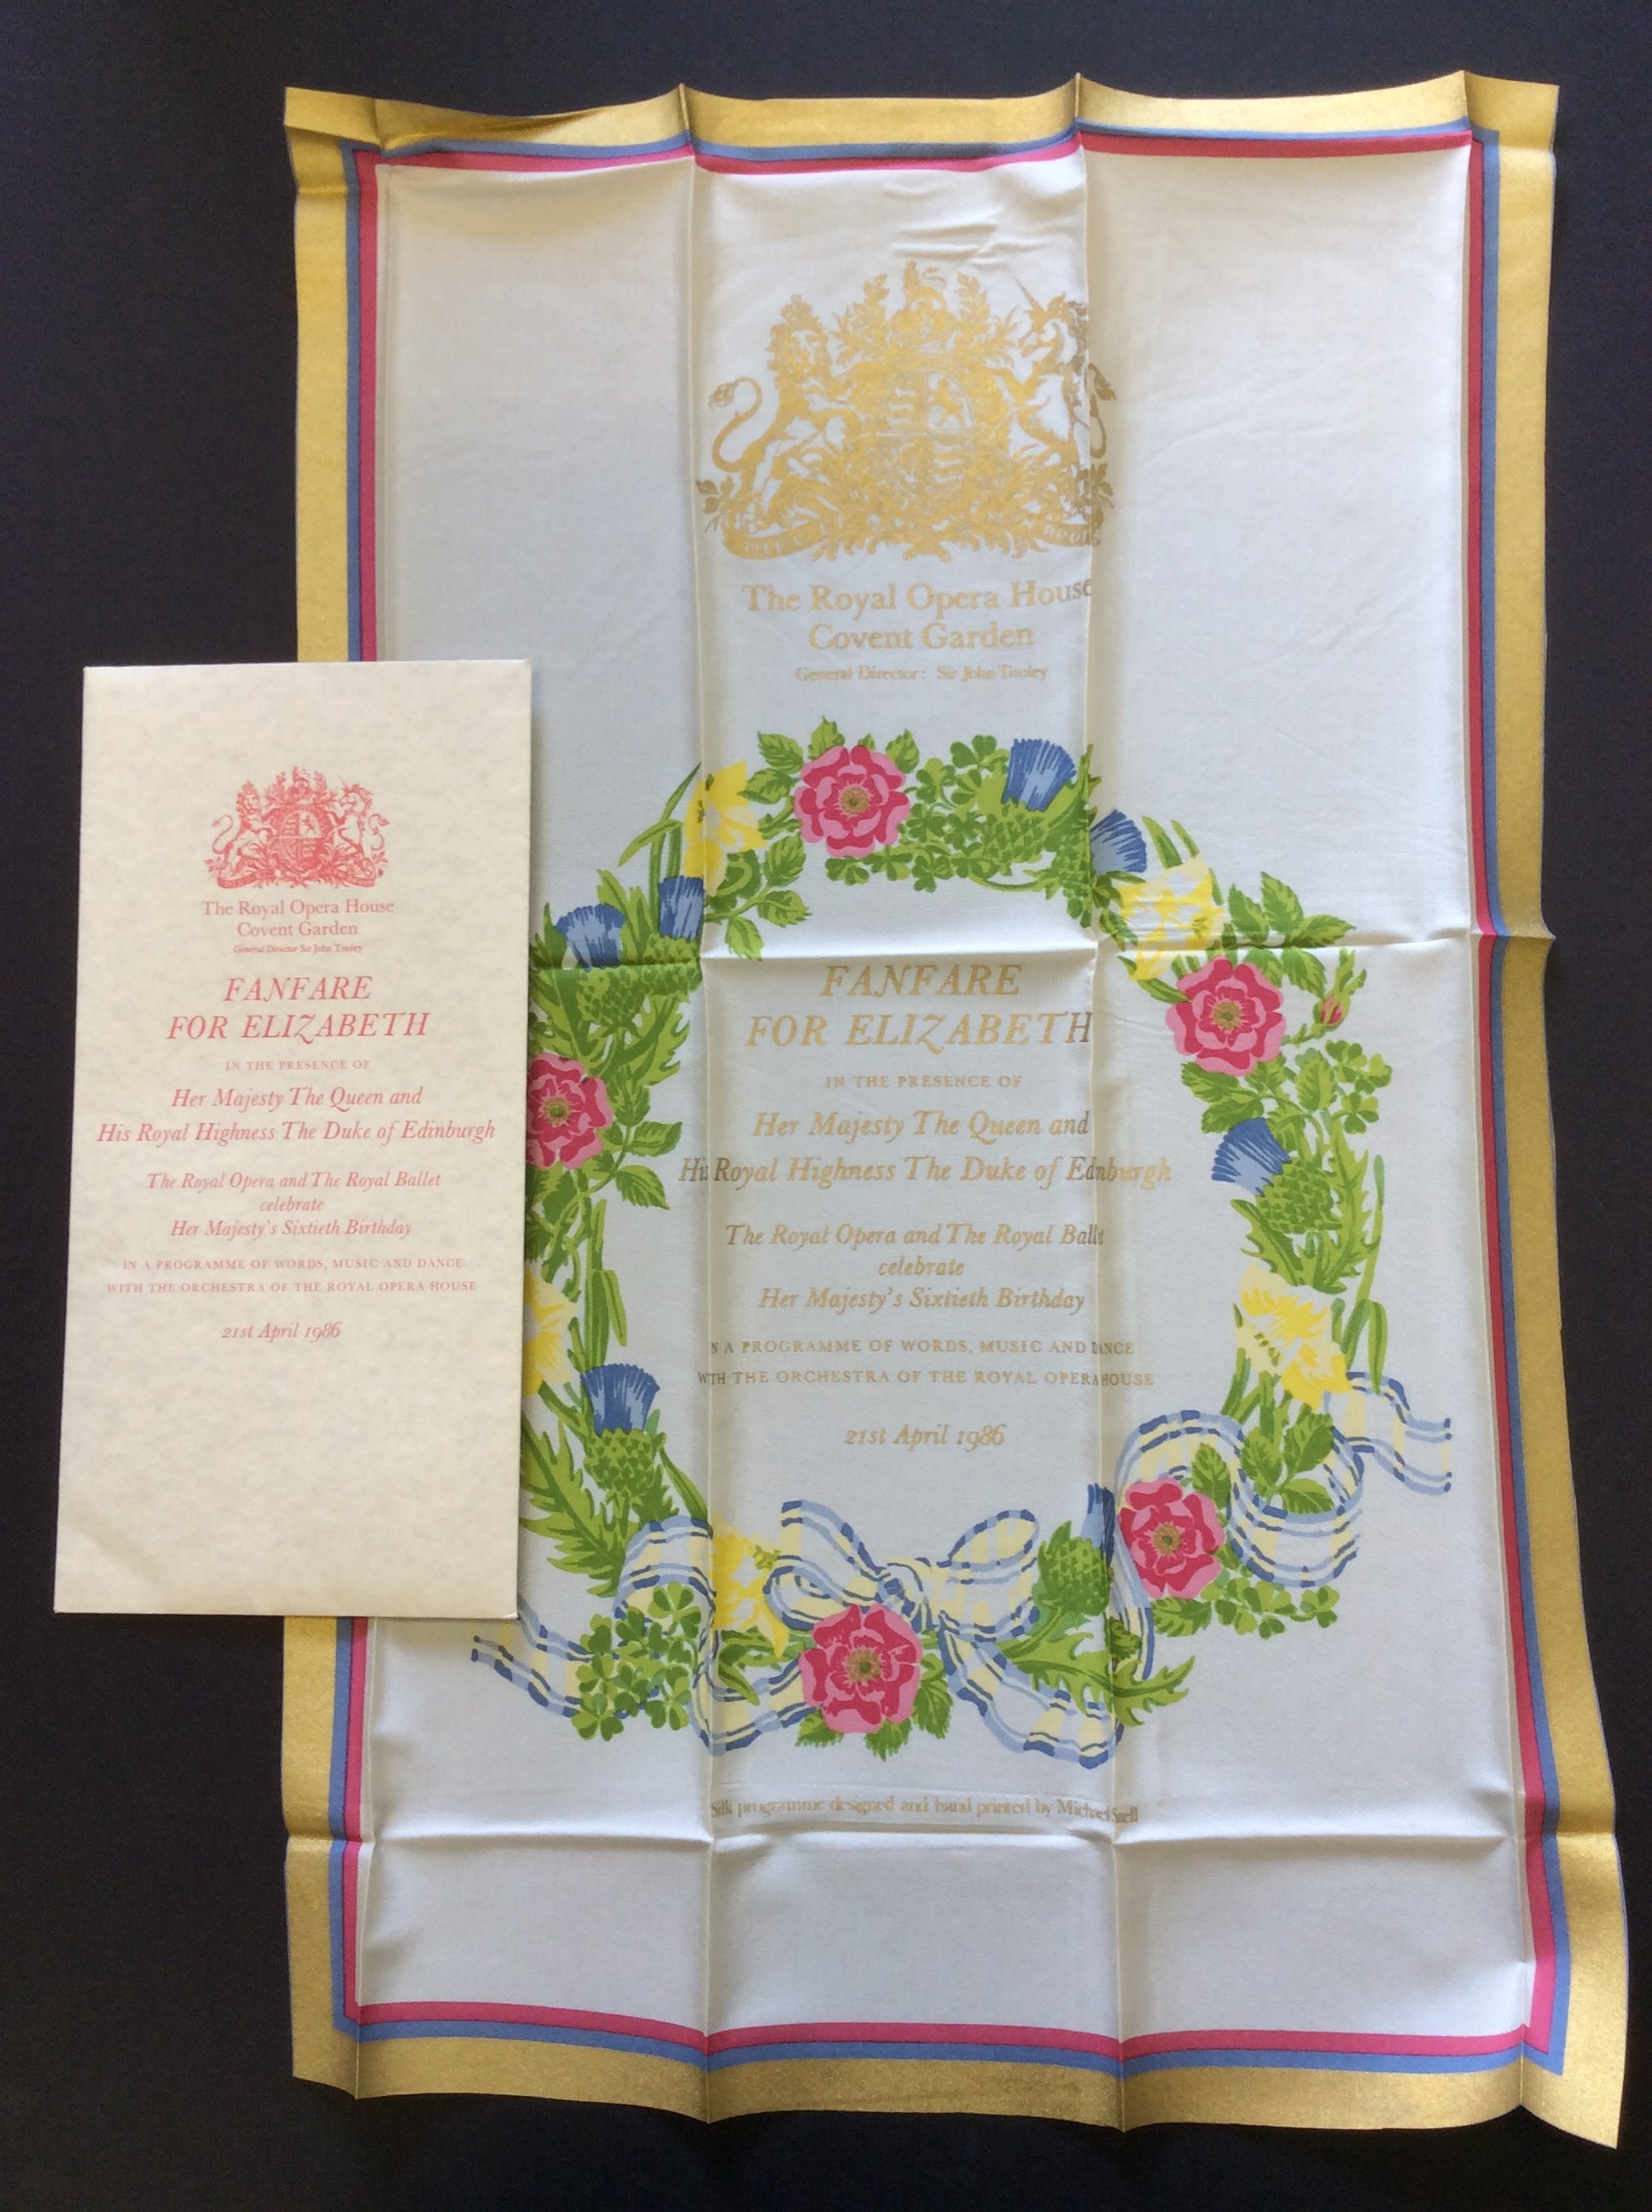 The Royal Opera House
Covent Garden
General Director Sir John Tooley
FANFARE
FOR ELIZABETH
IN THE PRESENCE OF
Her Majesty The Queen and
His Royal Highness The Duke of Edinburgh
The Royal Opera and The Royal Ballet
celebrate
Her Majesty's Sixtieth Birthday
IN A PROGRAMME OF WORDS, MUSIC AND DANCE
WITH THE ORCHESTRA OF THE ROYAL OPERA HOUSE
21st April 1986
The Royal Opera House
Covent Garden
General Director: Sir John Tooley
FANFARE
FOR ELIZABETH
IN THE PRESENCE OF
Her Majesty The Queen and
His Royal Highness The Duke of Edinburgh
The Royal Opera and The Royal Ballet
celebrate
Her Majesty's Sixtieth Birthday
IN A PROGRAMME OF WORDS, MUSIC AND DANCE
WITH THE ORCHESTRA OF THE ROYAL OPERA HOUSE
21st April 1986
Silk programme designed and hand printed by Michael Szell